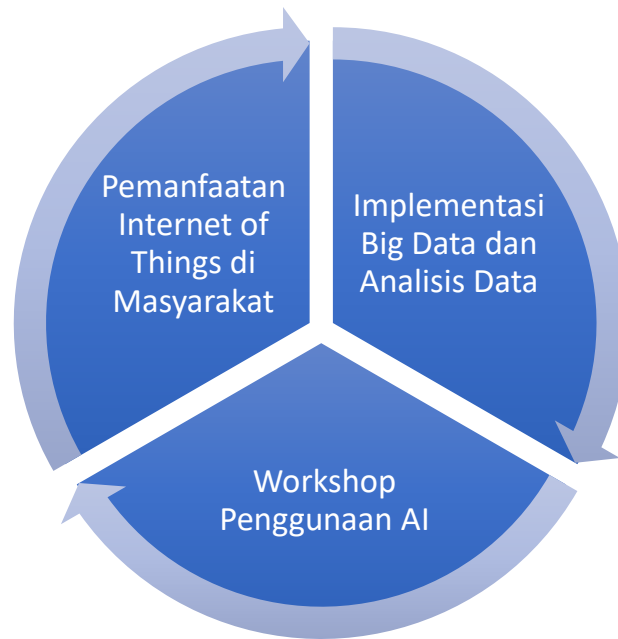 Pemanfaatan
Internet of
Things di
Masyarakat
Implementasi
Big Data dan
Analisis Data
Workshop
Penggunaan AI